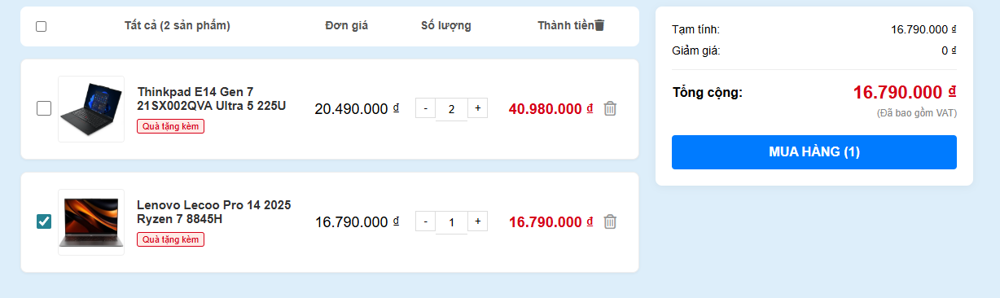 Tất cả (2 sản phẩm) Đơn giá Số lượng Thành tiền
Thinkpad E14 Gen 7
21SX002QVA Ultra 5 225U
Quà tặng kèm
20.490.000 ₫ - 2 + 40.980.000 ₫
Lenovo Lecoo Pro 14 2025
Ryzen 7 8845H
Quà tặng kèm
16.790.000 ₫ - 1 + 16.790.000 ₫
Tạm tính: 16.790.000 ₫
Giảm giá: 0 ₫
Tổng cộng: 16.790.000 ₫
(Đã bao gồm VAT)
MUA HÀNG (1)